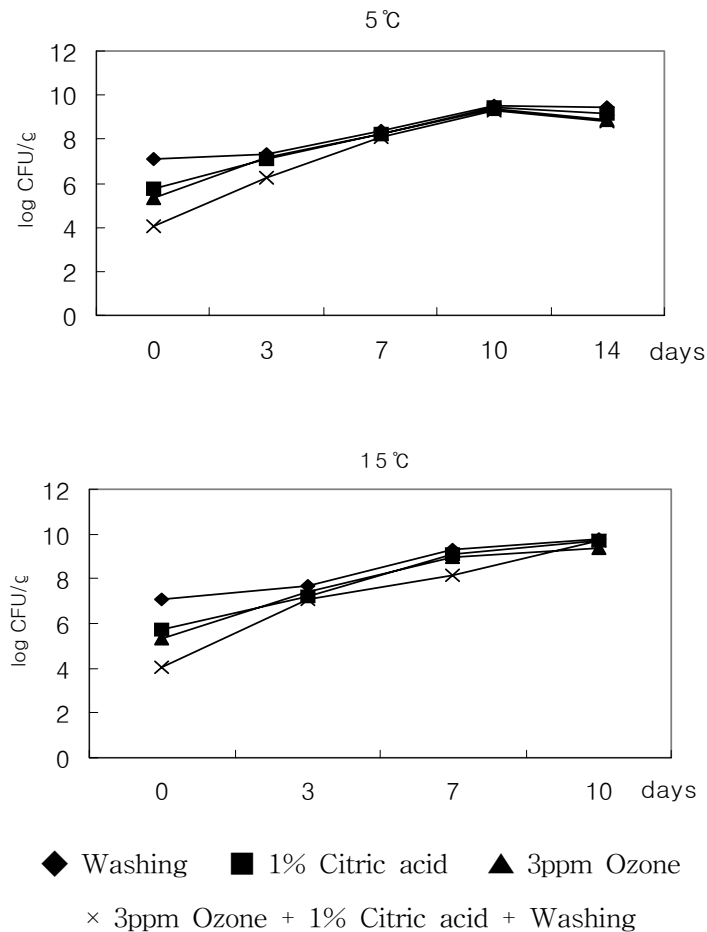 5℃
12
10
8
6
4
2
0
log CFU/g
0 3 7 10 14 days
15℃
12
10
8
6
4
2
0
log CFU/g
0 3 7 10 days
Washing 1% Citric acid 3ppm Ozone
× 3ppm Ozone + 1% Citric acid + Washing